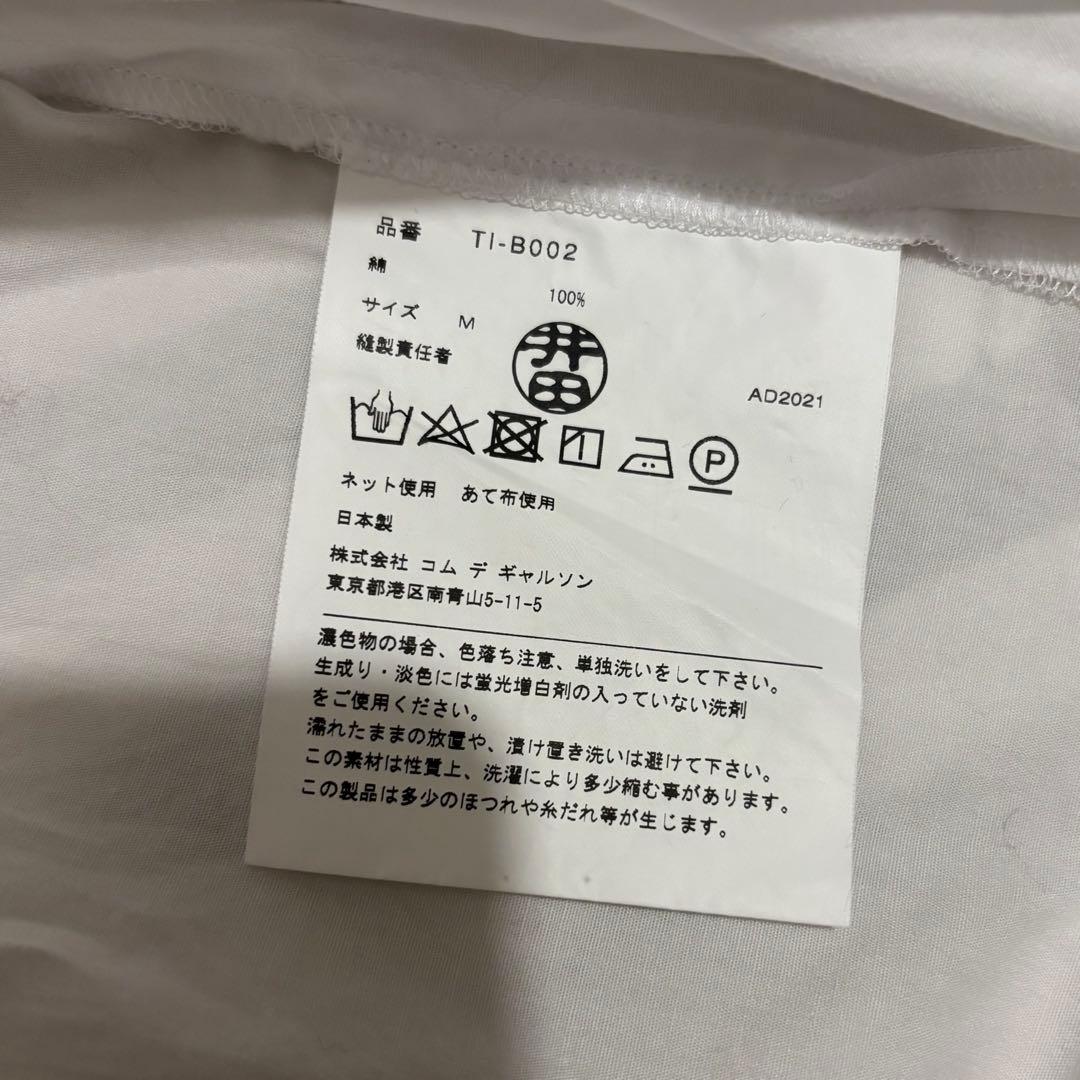 品番 TI-B002
綿 100%
サイズ M
縫製責任者 井田
AD2021
1 P
ネット使用 あて布使用
日本製
株式会社 コム デ ギャルソン
東京都港区南青山5-11-5
濃色物の場合、色落ち注意、単独洗いをして下さい。
生成り・淡色には蛍光増白剤の入っていない洗剤
をご使用ください。
濡れたままの放置や、漬け置き洗いは避けて下さい。
この素材は性質上、洗濯により多少縮む事があります。
この製品は多少のほつれや糸だれ等が生じます。